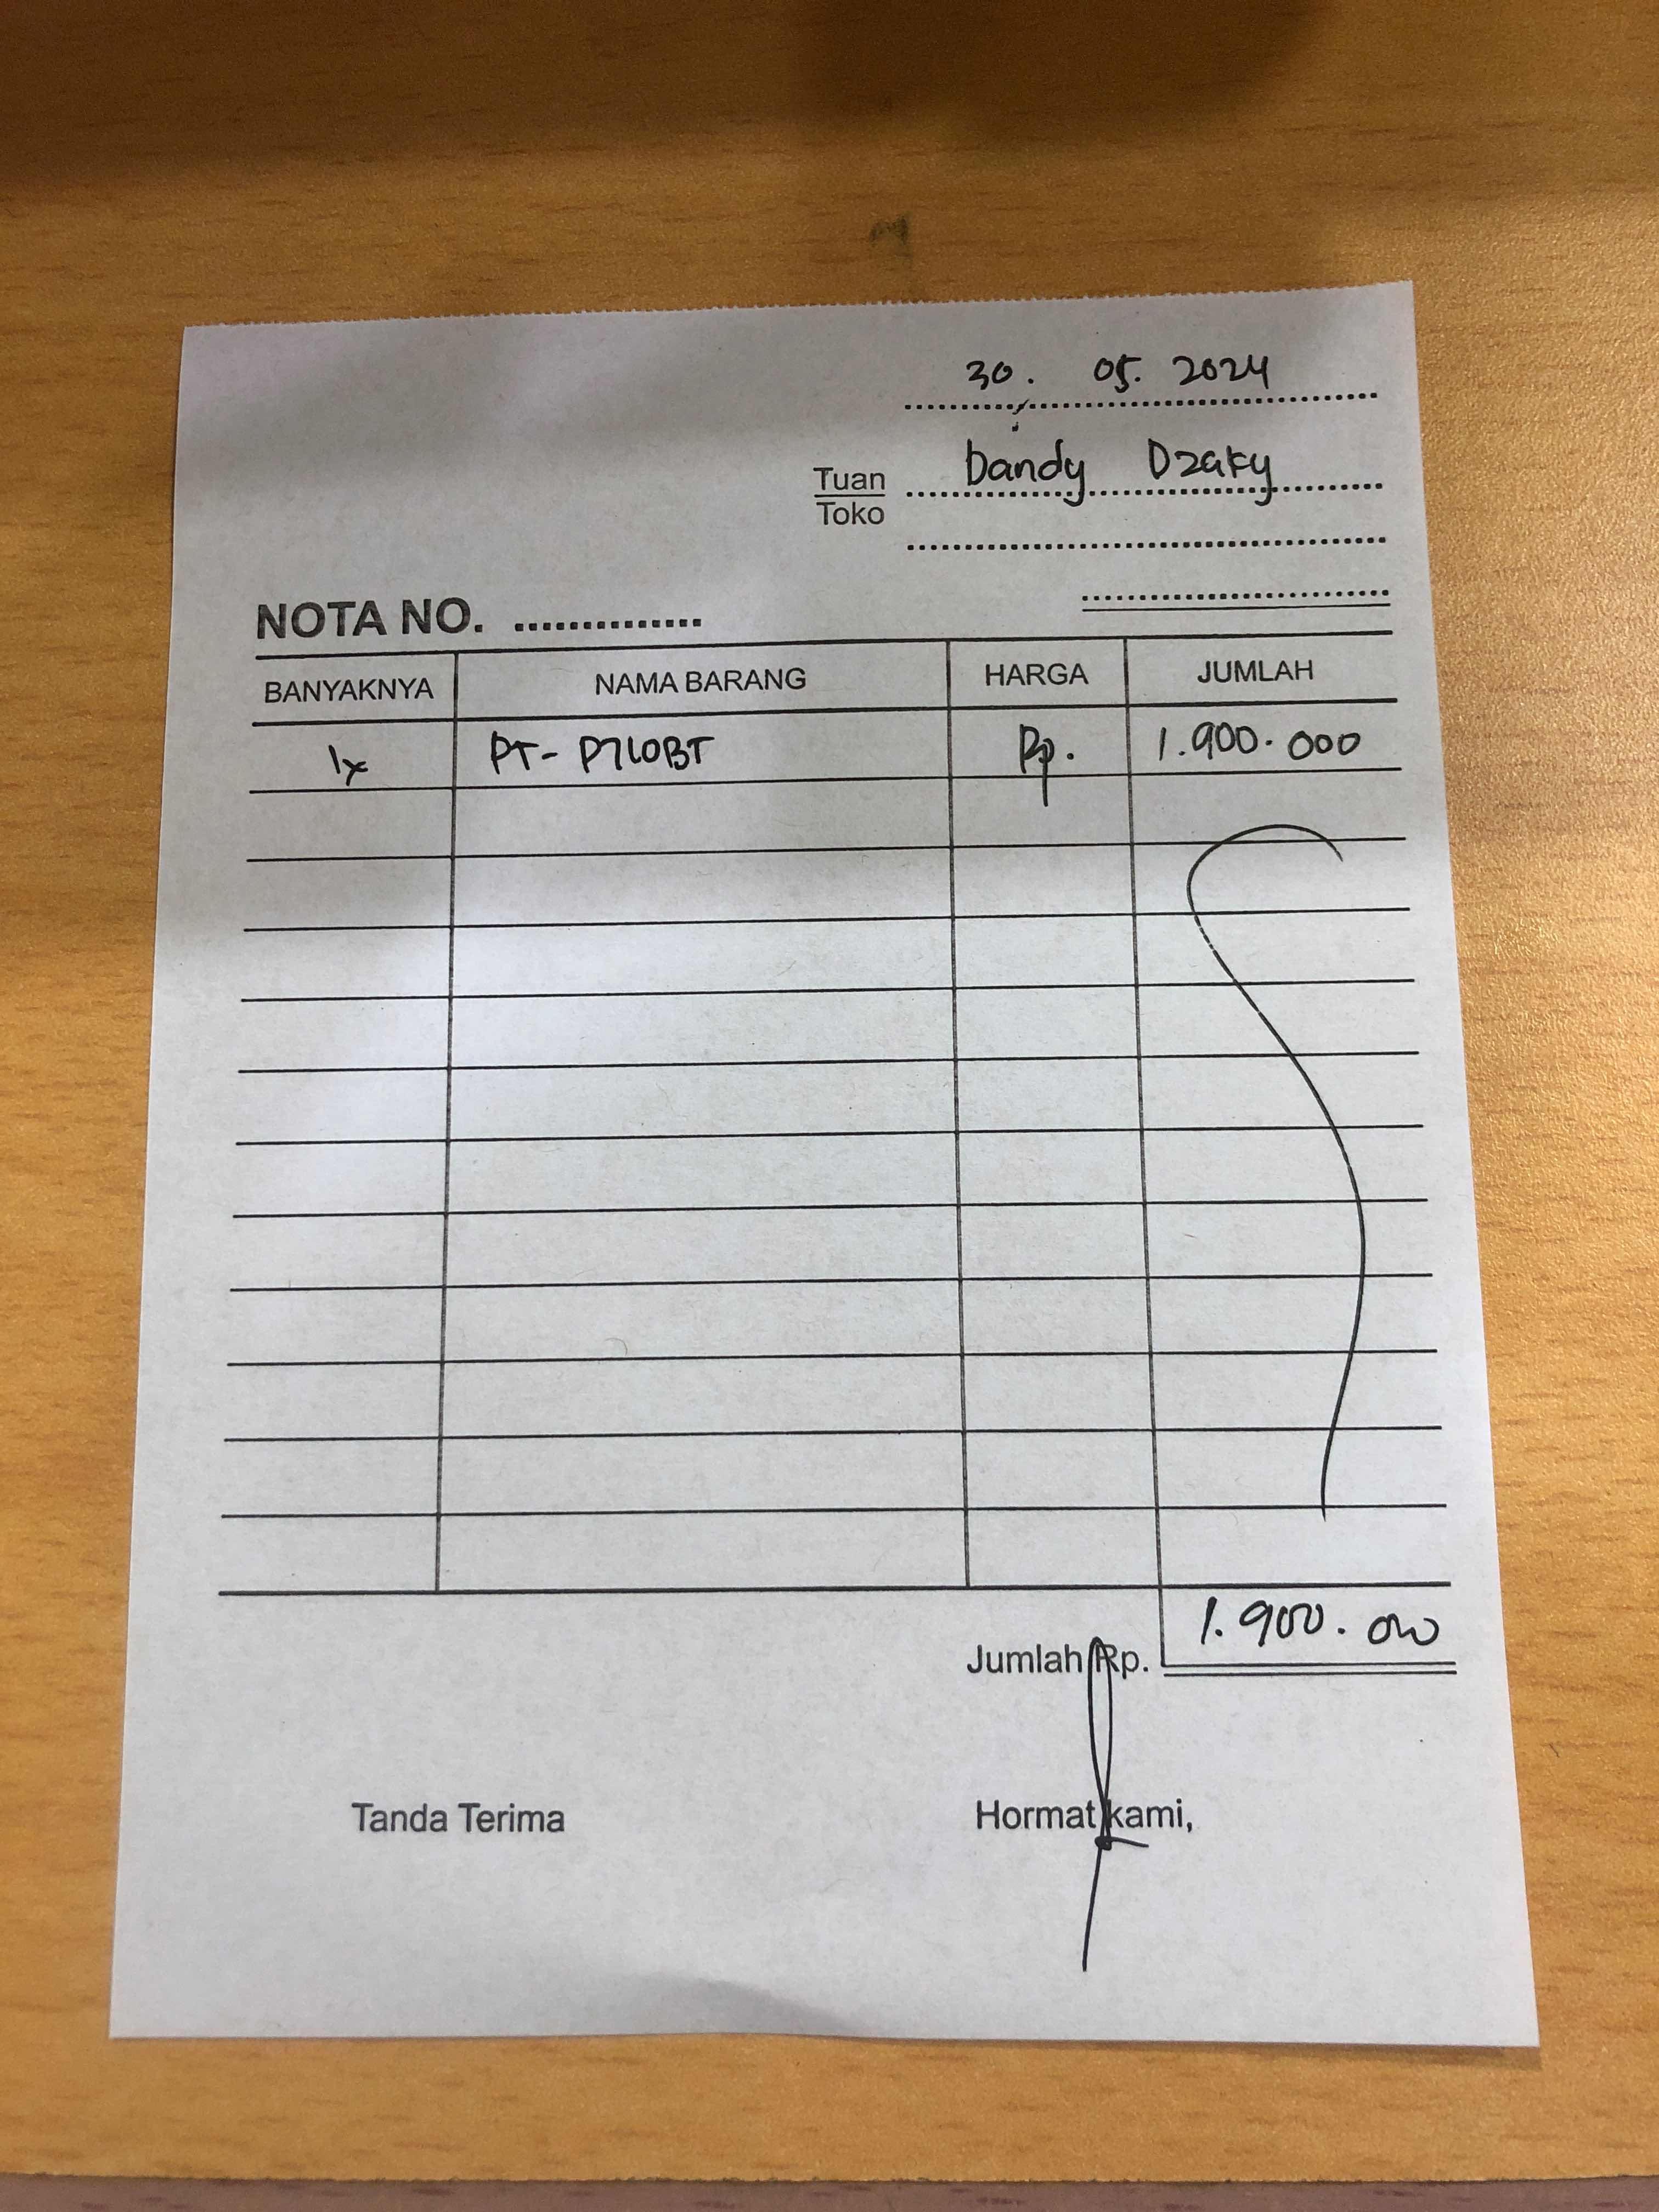 30. 05. 2024
Tuan Dandy Dzaky
Toko
NOTA NO. ..............
BANYAKNYA NAMA BARANG HARGA JUMLAH
1x PT-P710BT Rp. 1.900.000
Jumlah Rp. 1.900.000
Tanda Terima Hormat kami,